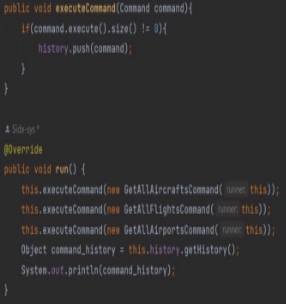 public void executeCommand(Command command){
if(command.execute().size() != 0){
history.push(command);
}
}
Sida-sys *
@Override
public void run() {
this.executeCommand(new GetAllAircraftsCommand( runner: this));
this.executeCommand(new GetAllFlightsCommand( runner: this));
this.executeCommand(new GetAllAirportsCommand( runner: this));
Object command_history = this.history.getHistory();
System.out.println(command_history);
}